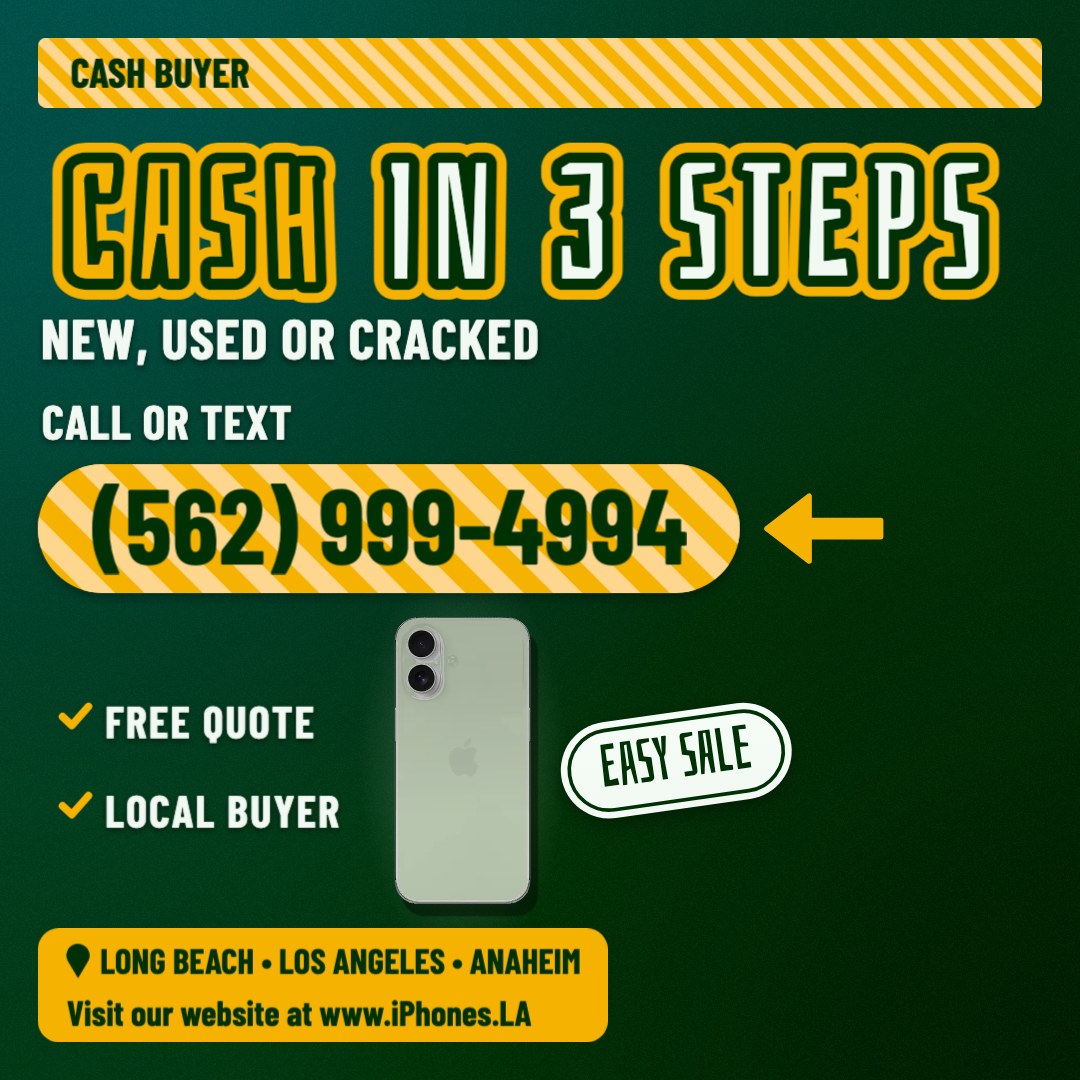 CASH BUYER
CASH IN 3 STEPS
NEW, USED OR CRACKED
CALL OR TEXT
(562) 999-4994
FREE QUOTE
EASY SALE
LOCAL BUYER
LONG BEACH • LOS ANGELES • ANAHEIM
Visit our website at www.iPhones.LA